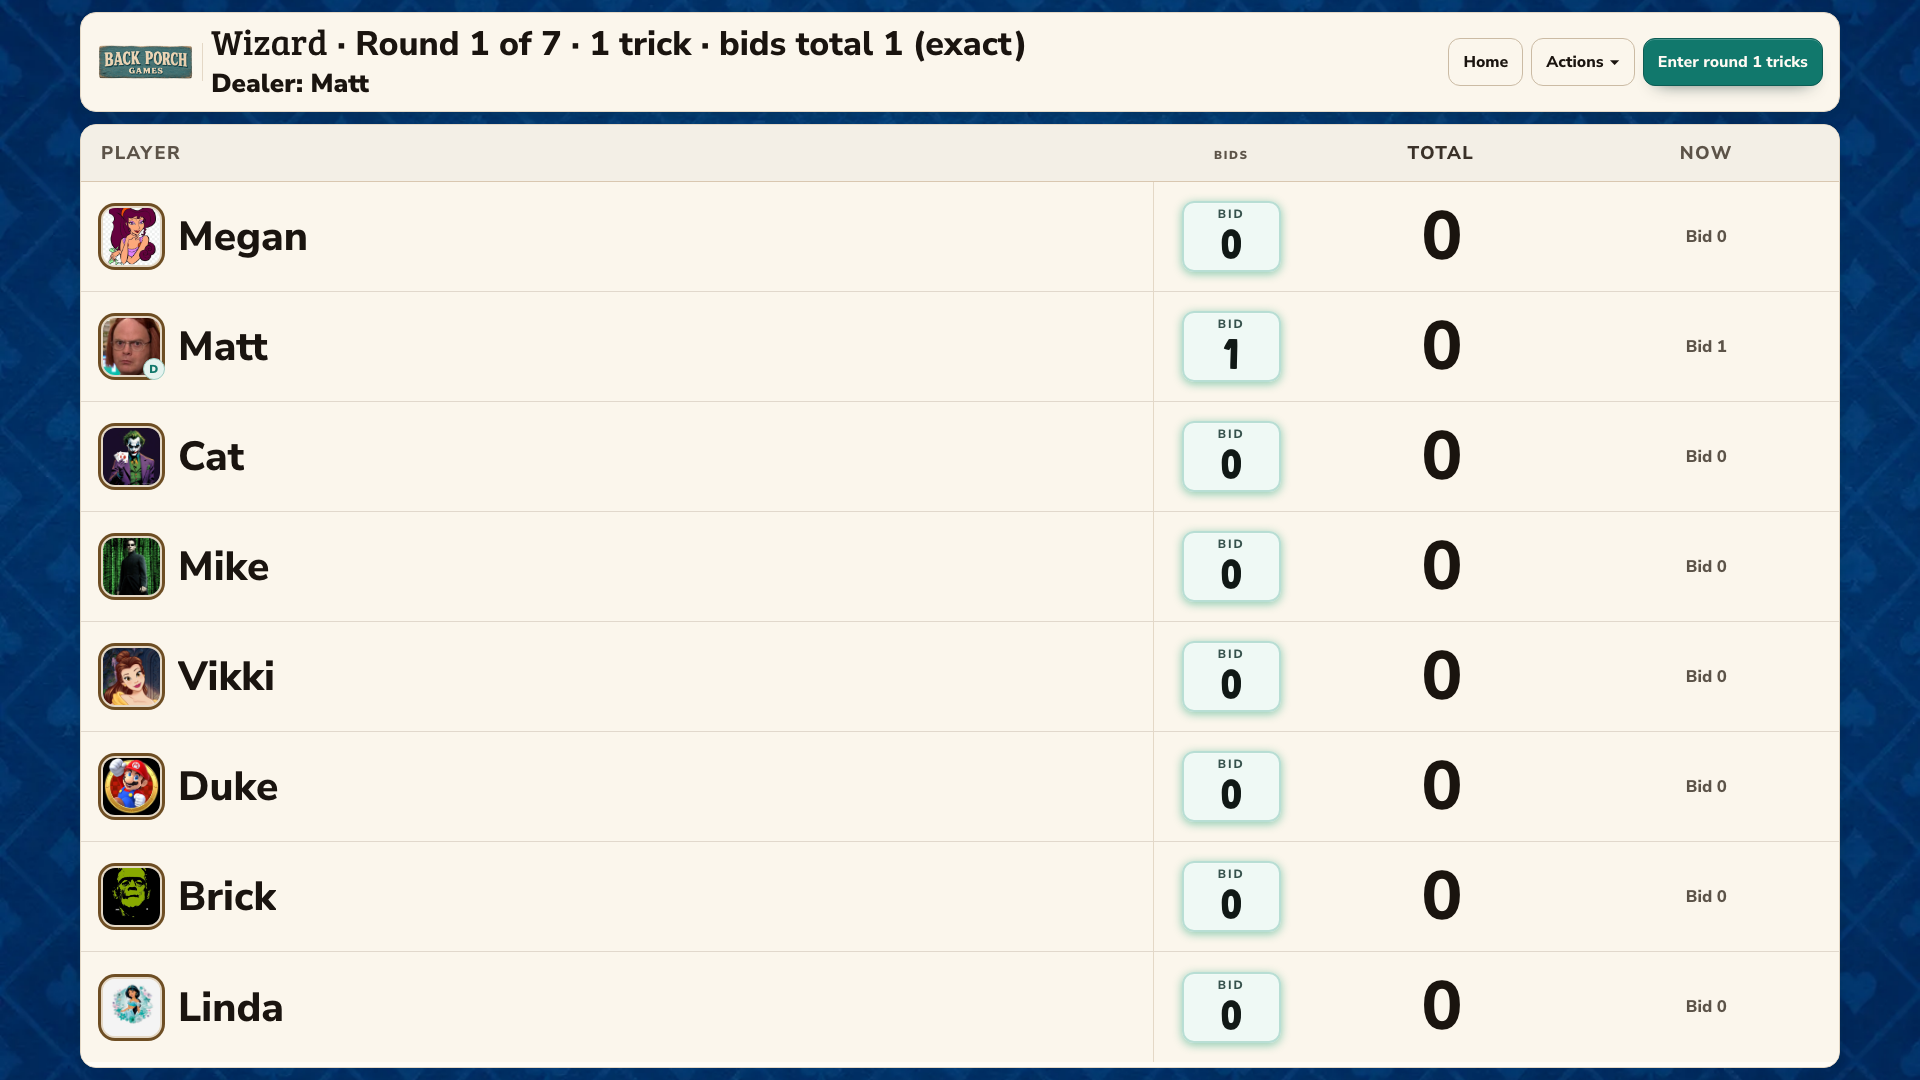 BACK PORCH
GAMES
Wizard · Round 1 of 7 · 1 trick · bids total 1 (exact)
Dealer: Matt
Home
Actions
Enter round 1 tricks
PLAYER
BIDS
TOTAL
NOW
Megan
BID
0
0
Bid 0
D
Matt
BID
1
0
Bid 1
Cat
BID
0
0
Bid 0
Mike
BID
0
0
Bid 0
Vikki
BID
0
0
Bid 0
Duke
BID
0
0
Bid 0
Brick
BID
0
0
Bid 0
Linda
BID
0
0
Bid 0